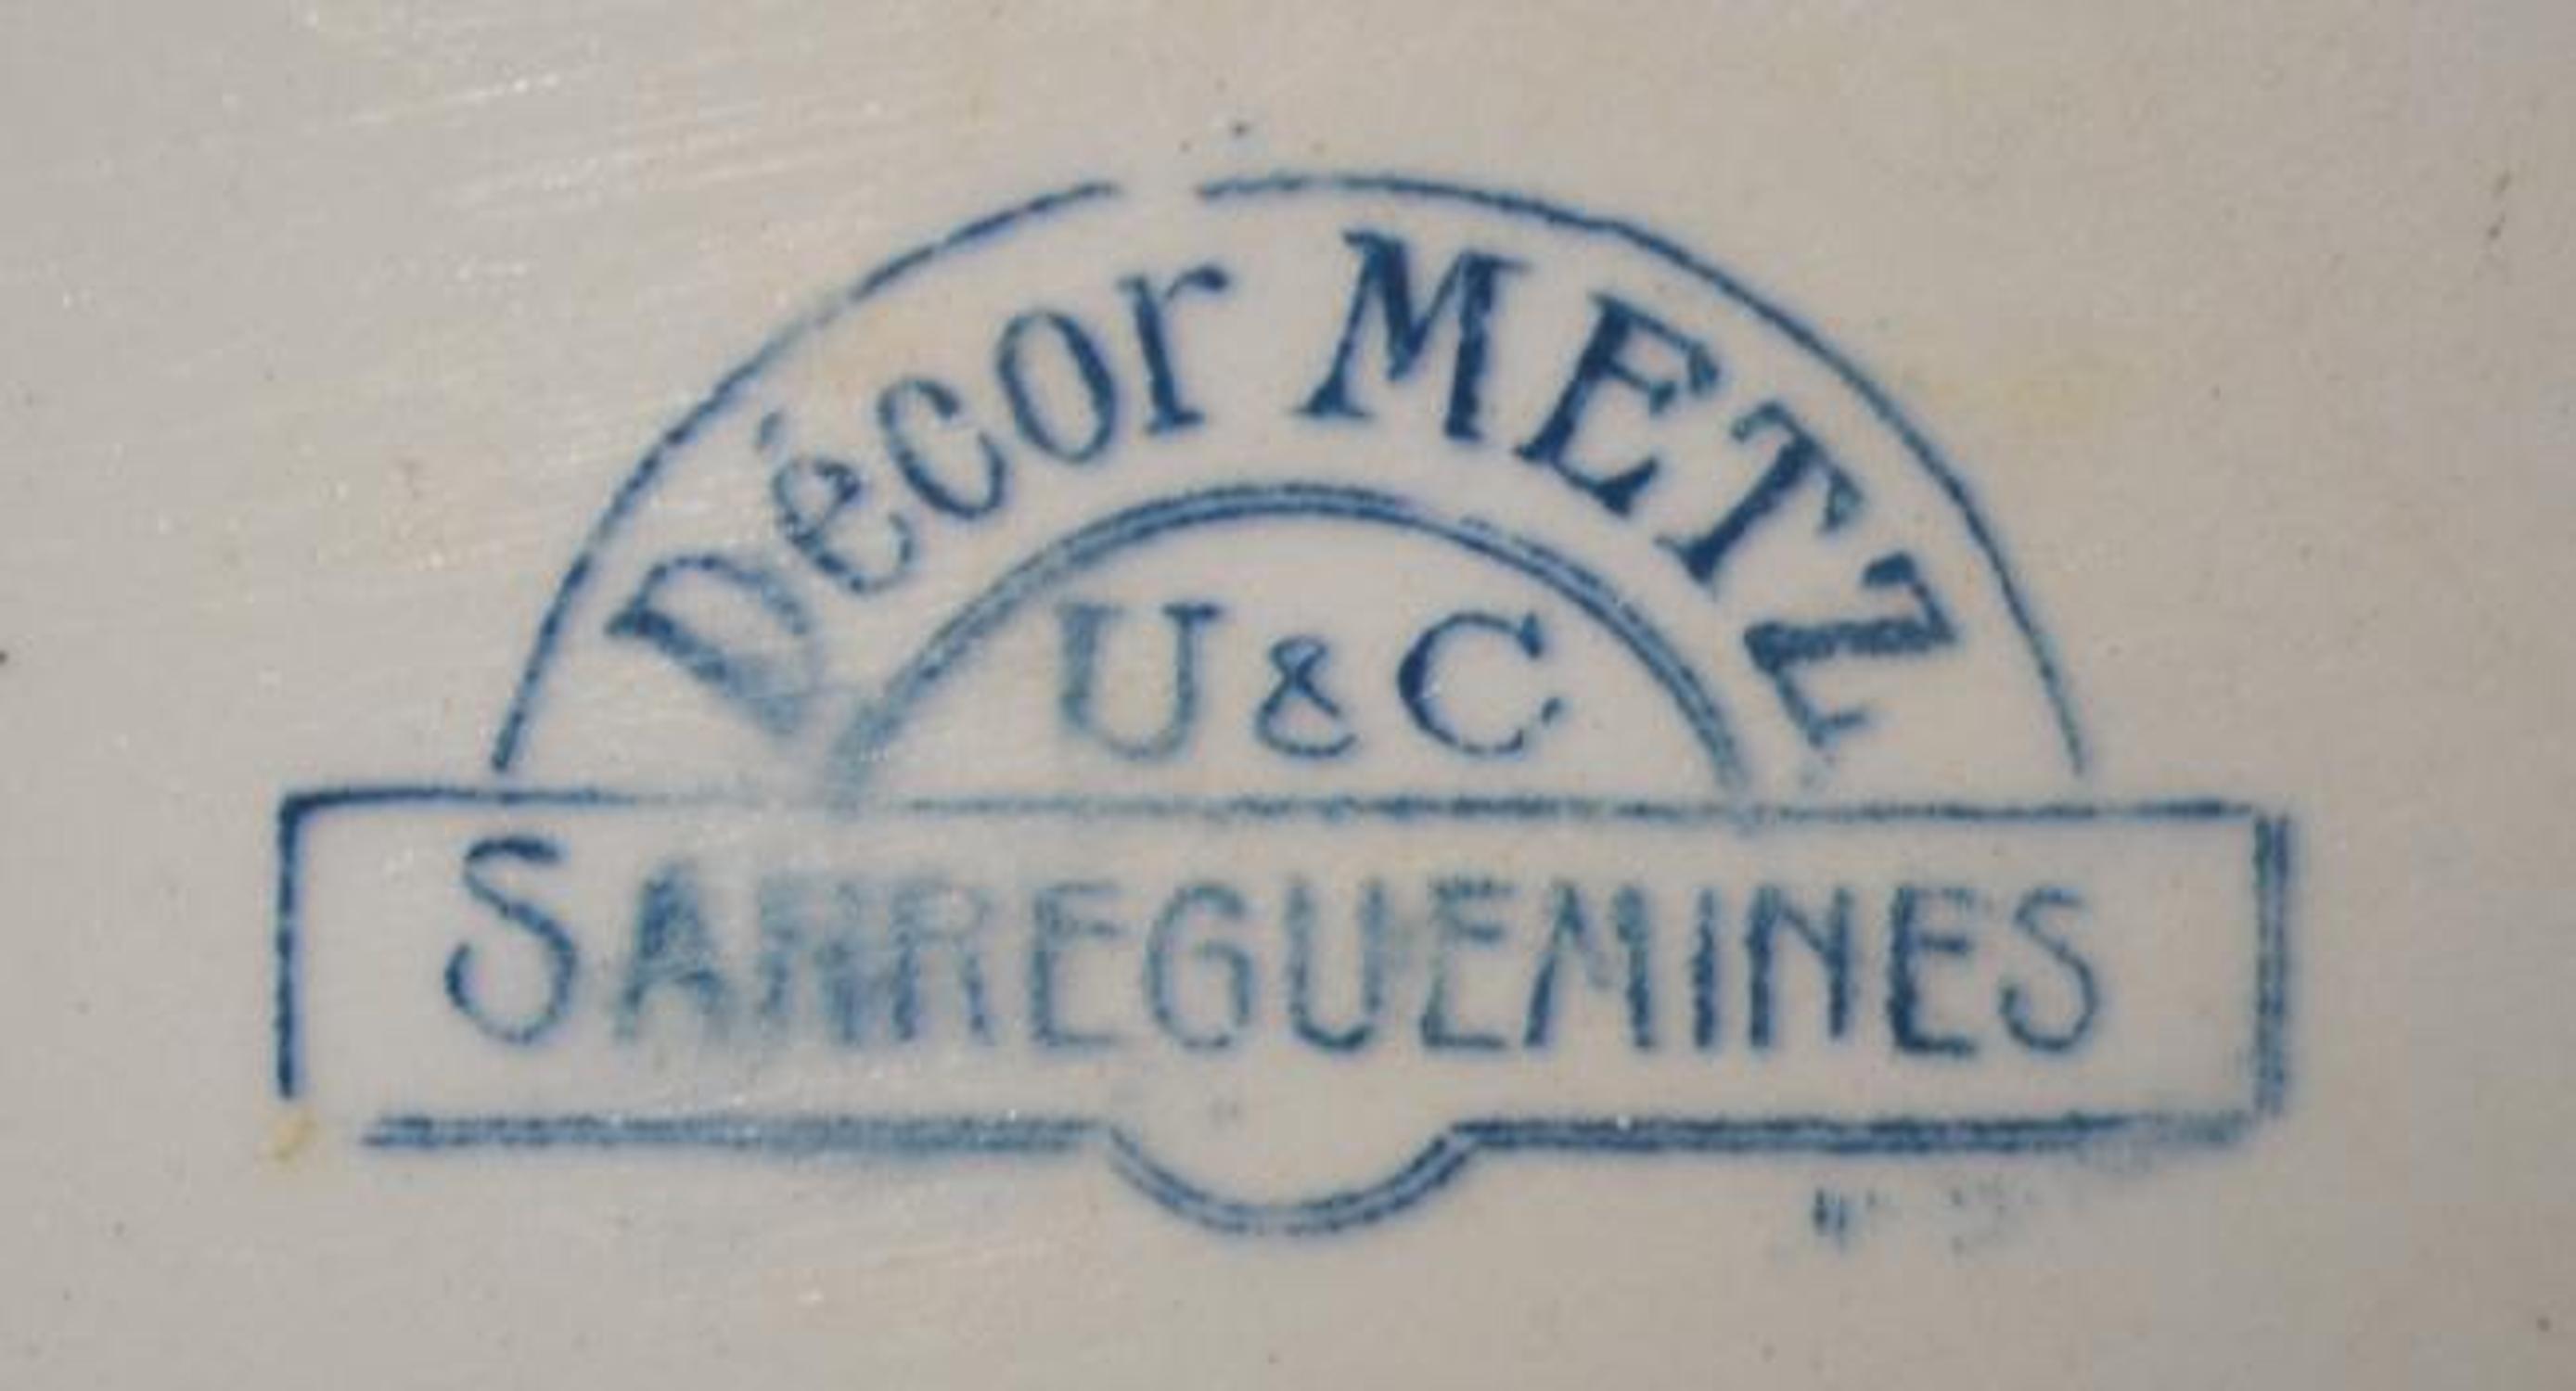 Décor METZ
U & C
SARREGUEMINES